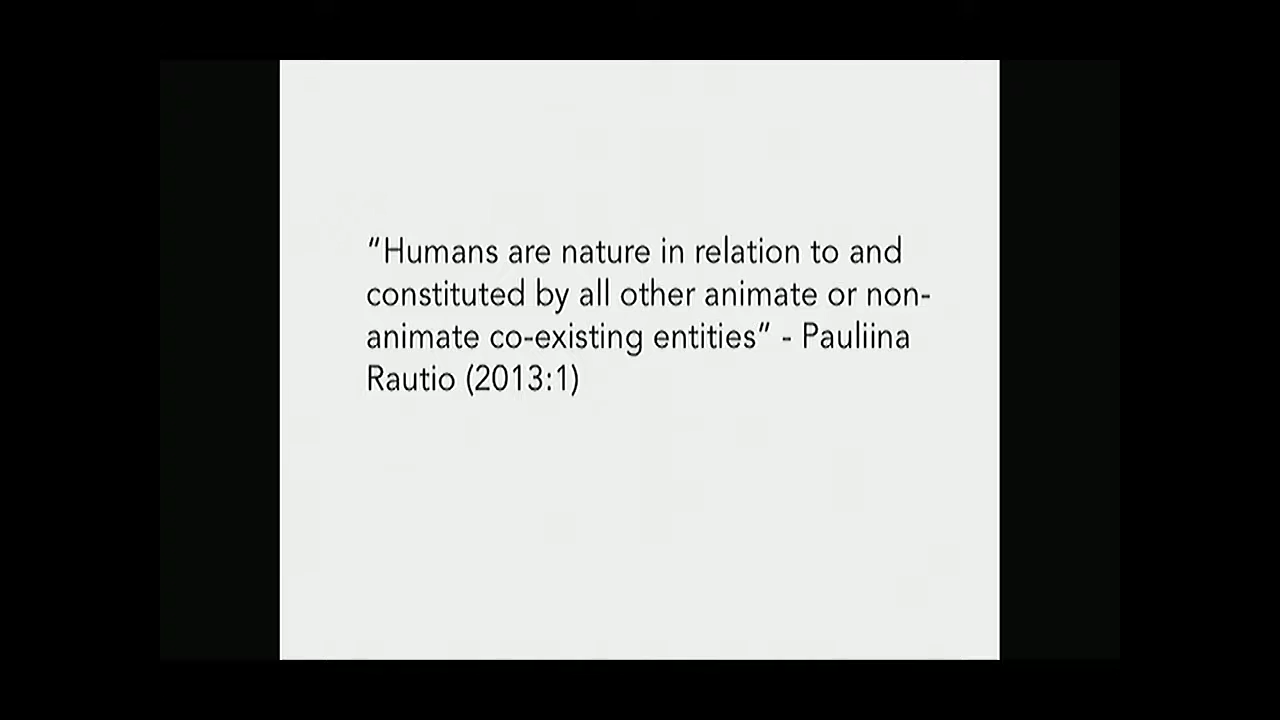 “Humans are nature in relation to and
constituted by all other animate or non-
animate co-existing entities” - Pauliina
Rautio (2013:1)